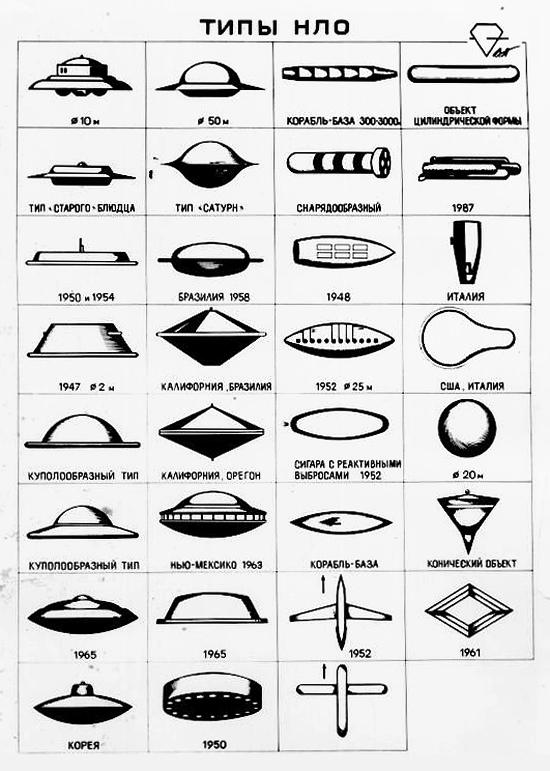 ТИПЫ НЛО
⌀ 10 м
⌀ 50 м
КОРАБЛЬ-БАЗА 300-3000м
ОБЪЕКТ
ЦИЛИНДРИЧЕСКОЙ ФОРМЫ
ТИП «СТАРОГО» БЛЮДЦА
ТИП «САТУРН»
СНАРЯДООБРАЗНЫЙ
1987
1950 и 1954
БРАЗИЛИЯ 1958
1948
ИТАЛИЯ
1947 ⌀ 2 м
КАЛИФОРНИЯ, БРАЗИЛИЯ
1952 ⌀ 25 м
США, ИТАЛИЯ
КУПОЛООБРАЗНЫЙ ТИП
КАЛИФОРНИЯ, ОРЕГОН
СИГАРА С РЕАКТИВНЫМИ
ВЫБРОСАМИ 1952
⌀ 20 м
КУПОЛООБРАЗНЫЙ ТИП
НЬЮ-МЕКСИКО 1963
КОРАБЛЬ-БАЗА
КОНИЧЕСКИЙ ОБЪЕКТ
1965
1965
1952
1961
КОРЕЯ
1950